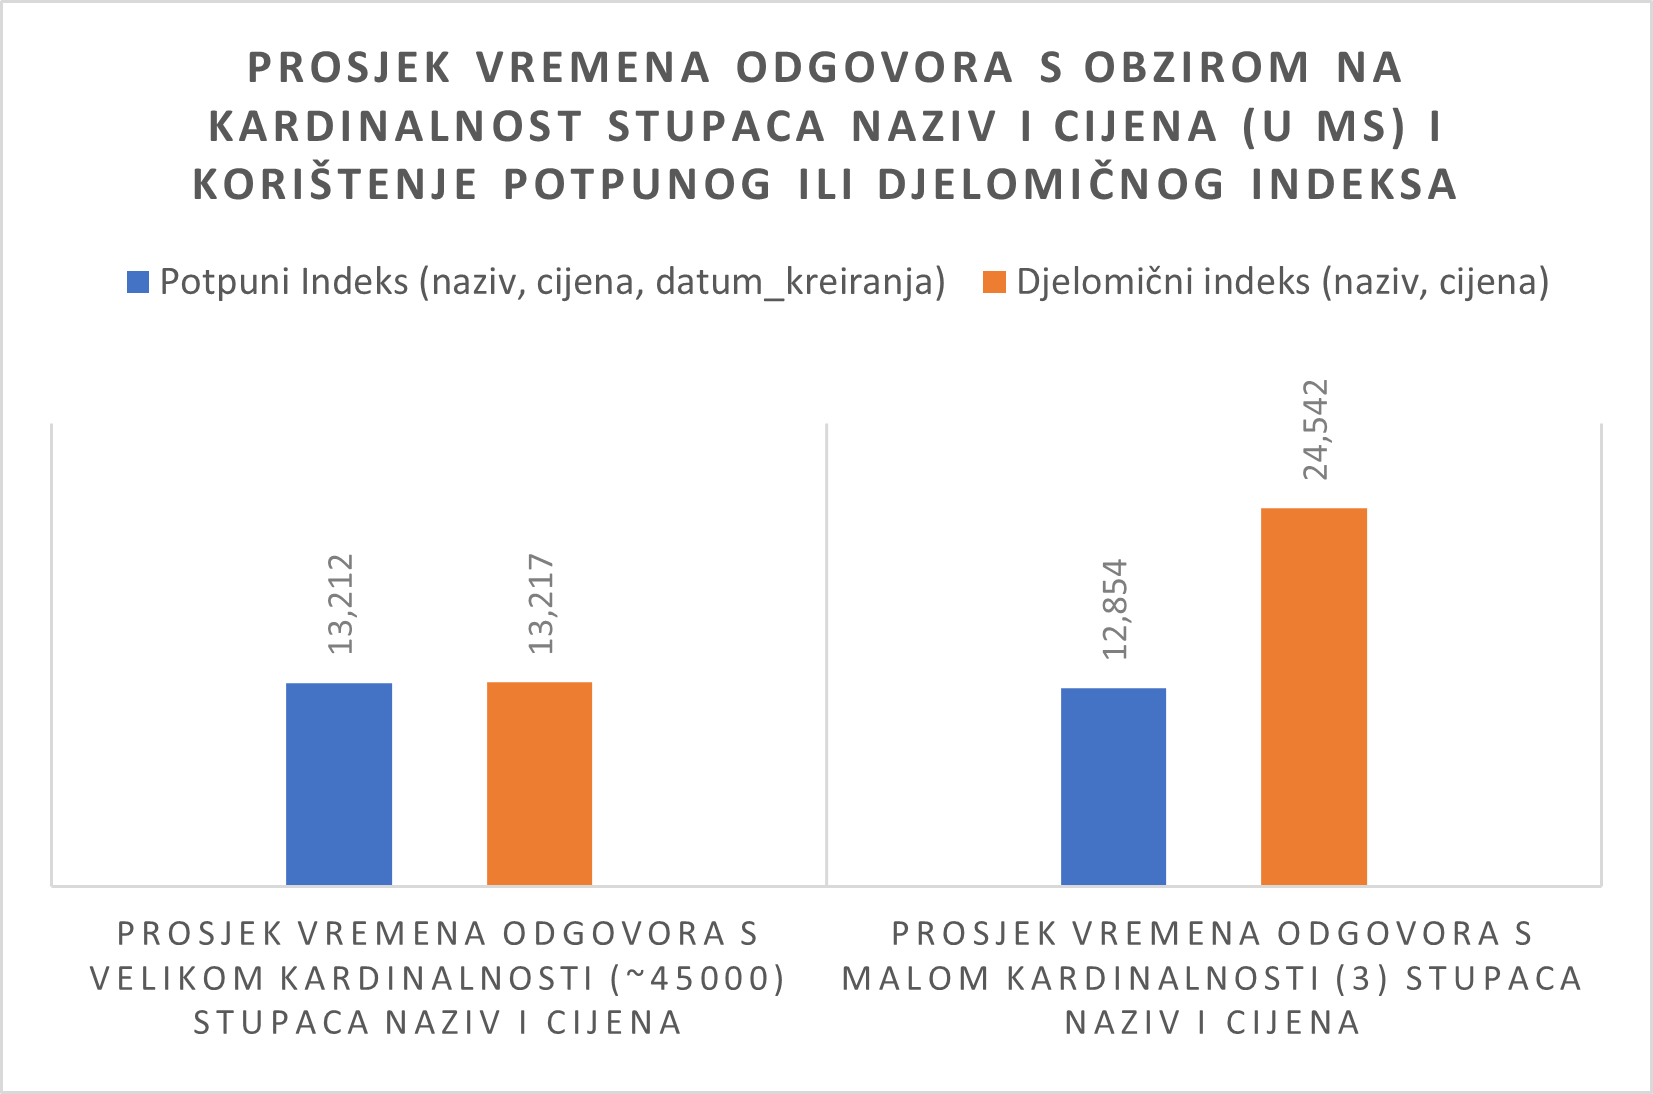 PROSJEK VREMENA ODGOVORA S OBZIROM NA
KARDINALNOST STUPACA NAZIV I CIJENA (U MS) I
KORIŠTENJE POTPUNOG ILI DJELOMIČNOG INDEKSA
Potpuni Indeks (naziv, cijena, datum_kreiranja)
Djelomični indeks (naziv, cijena)
13,212
13,217
12,854
24,542
PROSJEK VREMENA ODGOVORA S
VELIKOM KARDINALNOSTI (~45000)
STUPACA NAZIV I CIJENA
PROSJEK VREMENA ODGOVORA S
MALOM KARDINALNOSTI (3) STUPACA
NAZIV I CIJENA